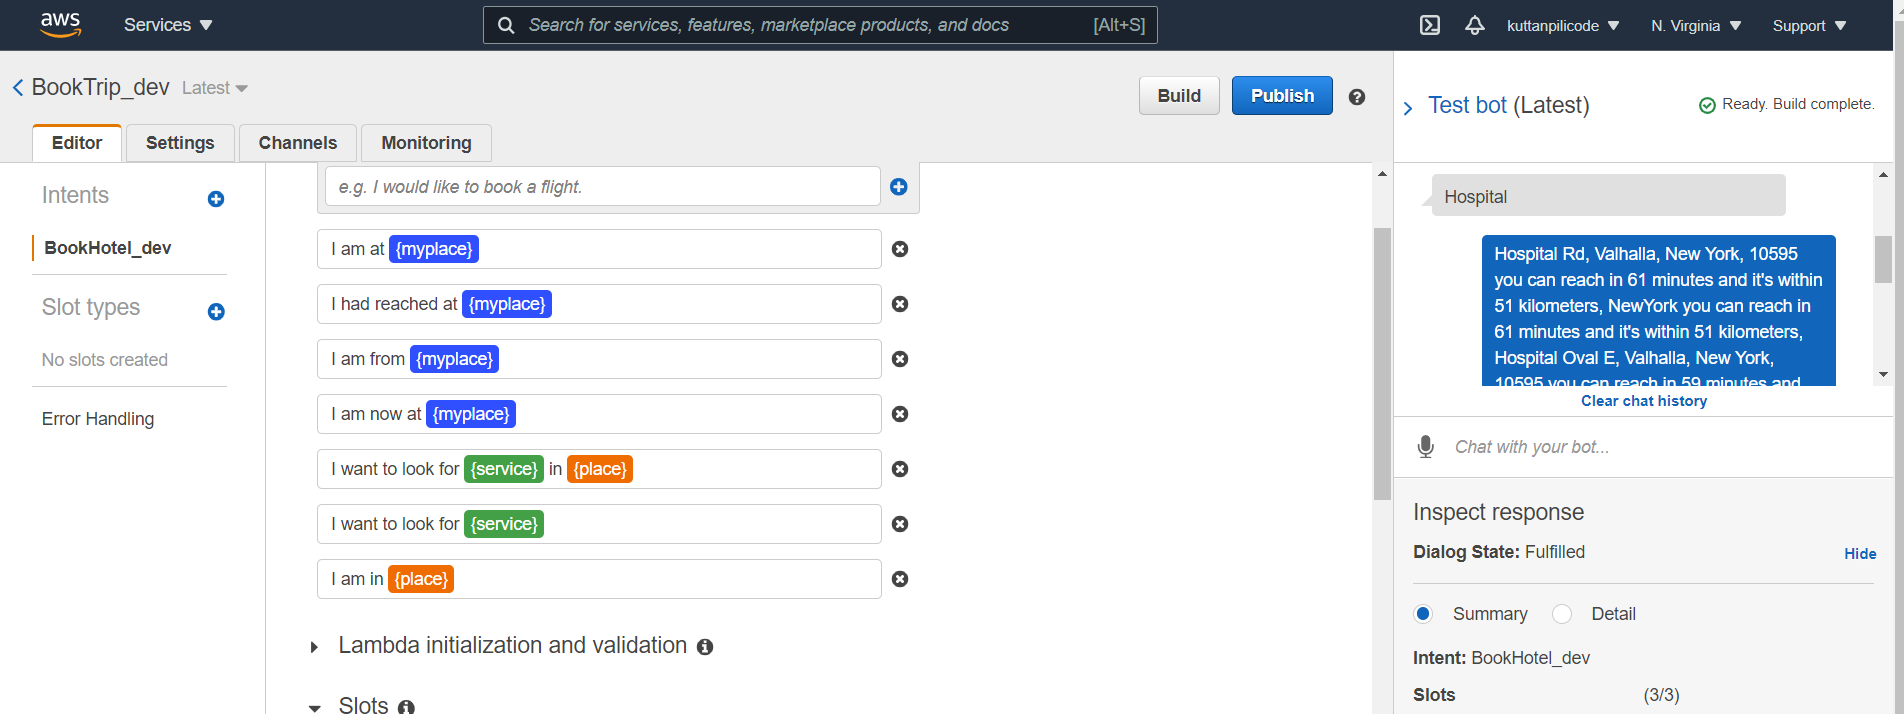 aws
Services
Search for services, features, marketplace products, and docs [Alt+S]
kuttanpilicode
N. Virginia
Support
BookTrip_dev Latest
Build
Publish
Editor
Settings
Channels
Monitoring
Intents
BookHotel_dev
Slot types
No slots created
Error Handling
e.g. I would like to book a flight.
I am at {myplace}
I had reached at {myplace}
I am from {myplace}
I am now at {myplace}
I want to look for {service} in {place}
I want to look for {service}
I am in {place}
Lambda initialization and validation
Slots
Test bot (Latest)
Ready. Build complete.
Hospital
Hospital Rd, Valhalla, New York, 10595
you can reach in 61 minutes and it's within
51 kilometers, NewYork you can reach in
61 minutes and it's within 51 kilometers,
Hospital Oval E, Valhalla, New York,
10595 you can reach in 59 minutes and
Clear chat history
Chat with your bot...
Inspect response
Dialog State: Fulfilled
Hide
Summary
Detail
Intent: BookHotel_dev
Slots (3/3)